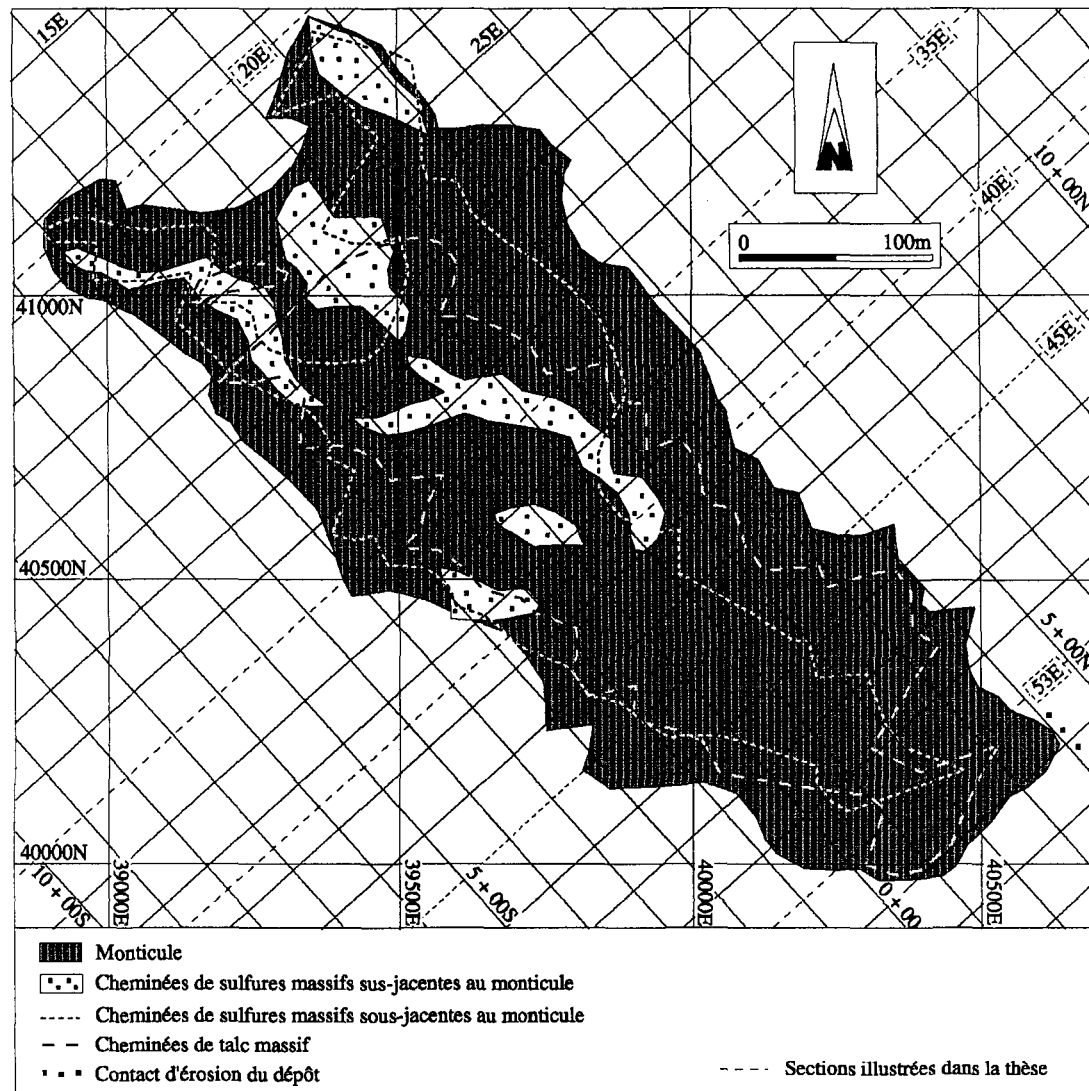 15E
20E
25E
35E
10 + 00N
40E
N
0 100m
45E
41000N
40500N
5 + 00N
53E
40000N
10 + 00S
39000E
39500E
5 + 00S
40000E
0 + 00
40500E
Monticule
Cheminées de sulfures massifs sus-jacentes au monticule
Cheminées de sulfures massifs sous-jacentes au monticule
Cheminées de talc massif
Contact d'érosion du dépôt
Sections illustrées dans la thèse